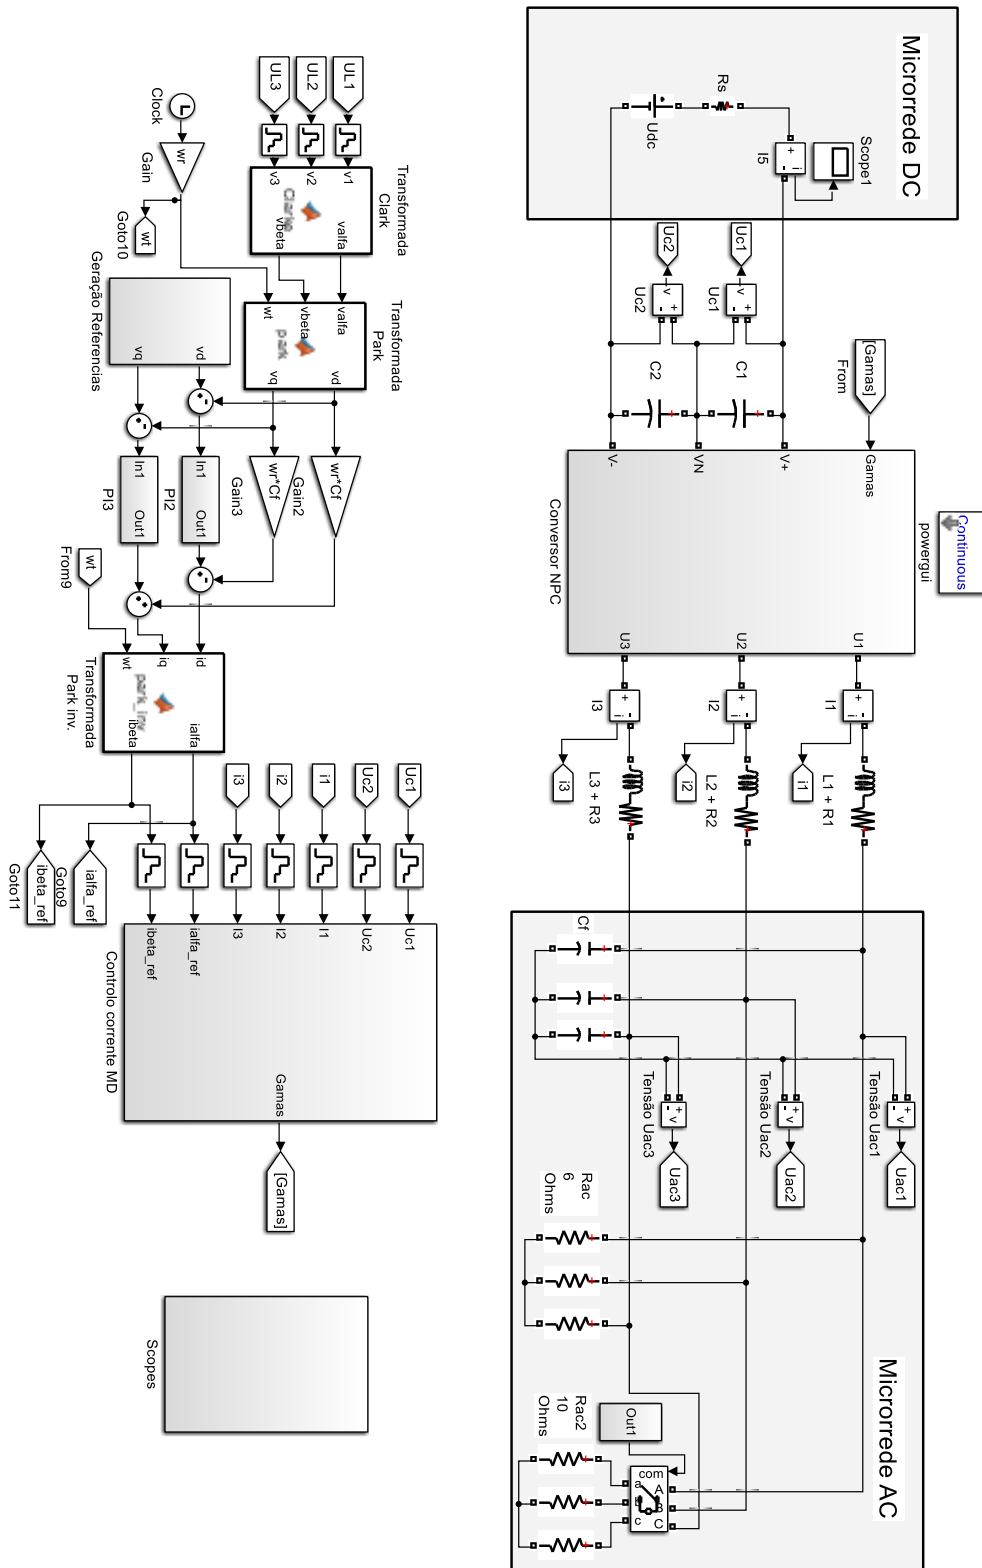 Microrrede DC
Rs
Udc
I5
+
-
i
Scope1
Uc2
Uc1
Uc2
Uc1
+
-
v
+
-
v
C2
C1
[Gamas]
From
V-
VN
V+
Gamas
Conversor NPC
Continuous
powergui
U3
U2
U1
+
-
i
I3
+
-
i
I2
+
-
i
I1
i3
i2
i1
L3 + R3
L2 + R2
L1 + R1
Microrrede AC
Cf
+
-
v
Tensão Uac3
+
-
v
Tensão Uac2
+
-
v
Tensão Uac1
Uac3
Uac2
Uac1
Rac
6
Ohms
Rac2
10
Ohms
Out1
com
A
B
C
a
b
c
UL3
UL2
UL1
Clock
wr
Gain
wt
Goto10
v3
v2
v1
Clarke
vbeta
valfa
Transformada
Clark
wt
vbeta
valfa
park
vq
vd
Transformada
Park
vq
vd
Geração Referencias
In1
Out1
PI3
In1
Out1
PI2
wr*Cf
Gain3
wr*Cf
Gain2
wt
From9
wt
iq
id
park_inv
ibeta
ialfa
Transformada
Park inv.
ibeta_ref
Goto11
ialfa_ref
Goto9
i3
i2
i1
Uc2
Uc1
ibeta_ref
ialfa_ref
I3
I2
I1
Uc2
Uc1
Gamas
Controlo corrente MD
[Gamas]
Scopes